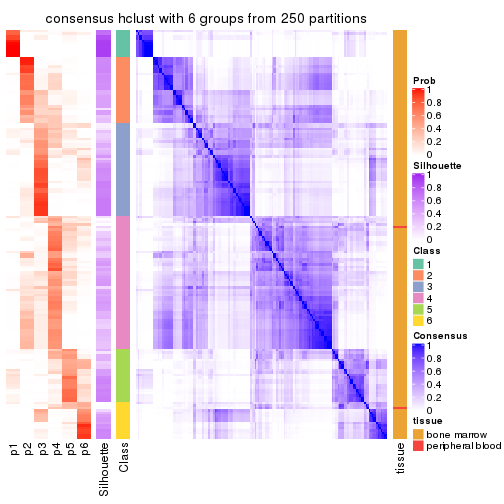 consensus hclust with 6 groups from 250 partitions
Prob
1
0.8
0.6
0.4
0.2
0
Silhouette
1
0.8
0.6
0.4
0.2
0
Class
1
2
3
4
5
6
Consensus
1
0.8
0.6
0.4
0.2
0
tissue
bone marrow
peripheral blood
p1
p2
p3
p4
p5
p6
Silhouette
Class
tissue